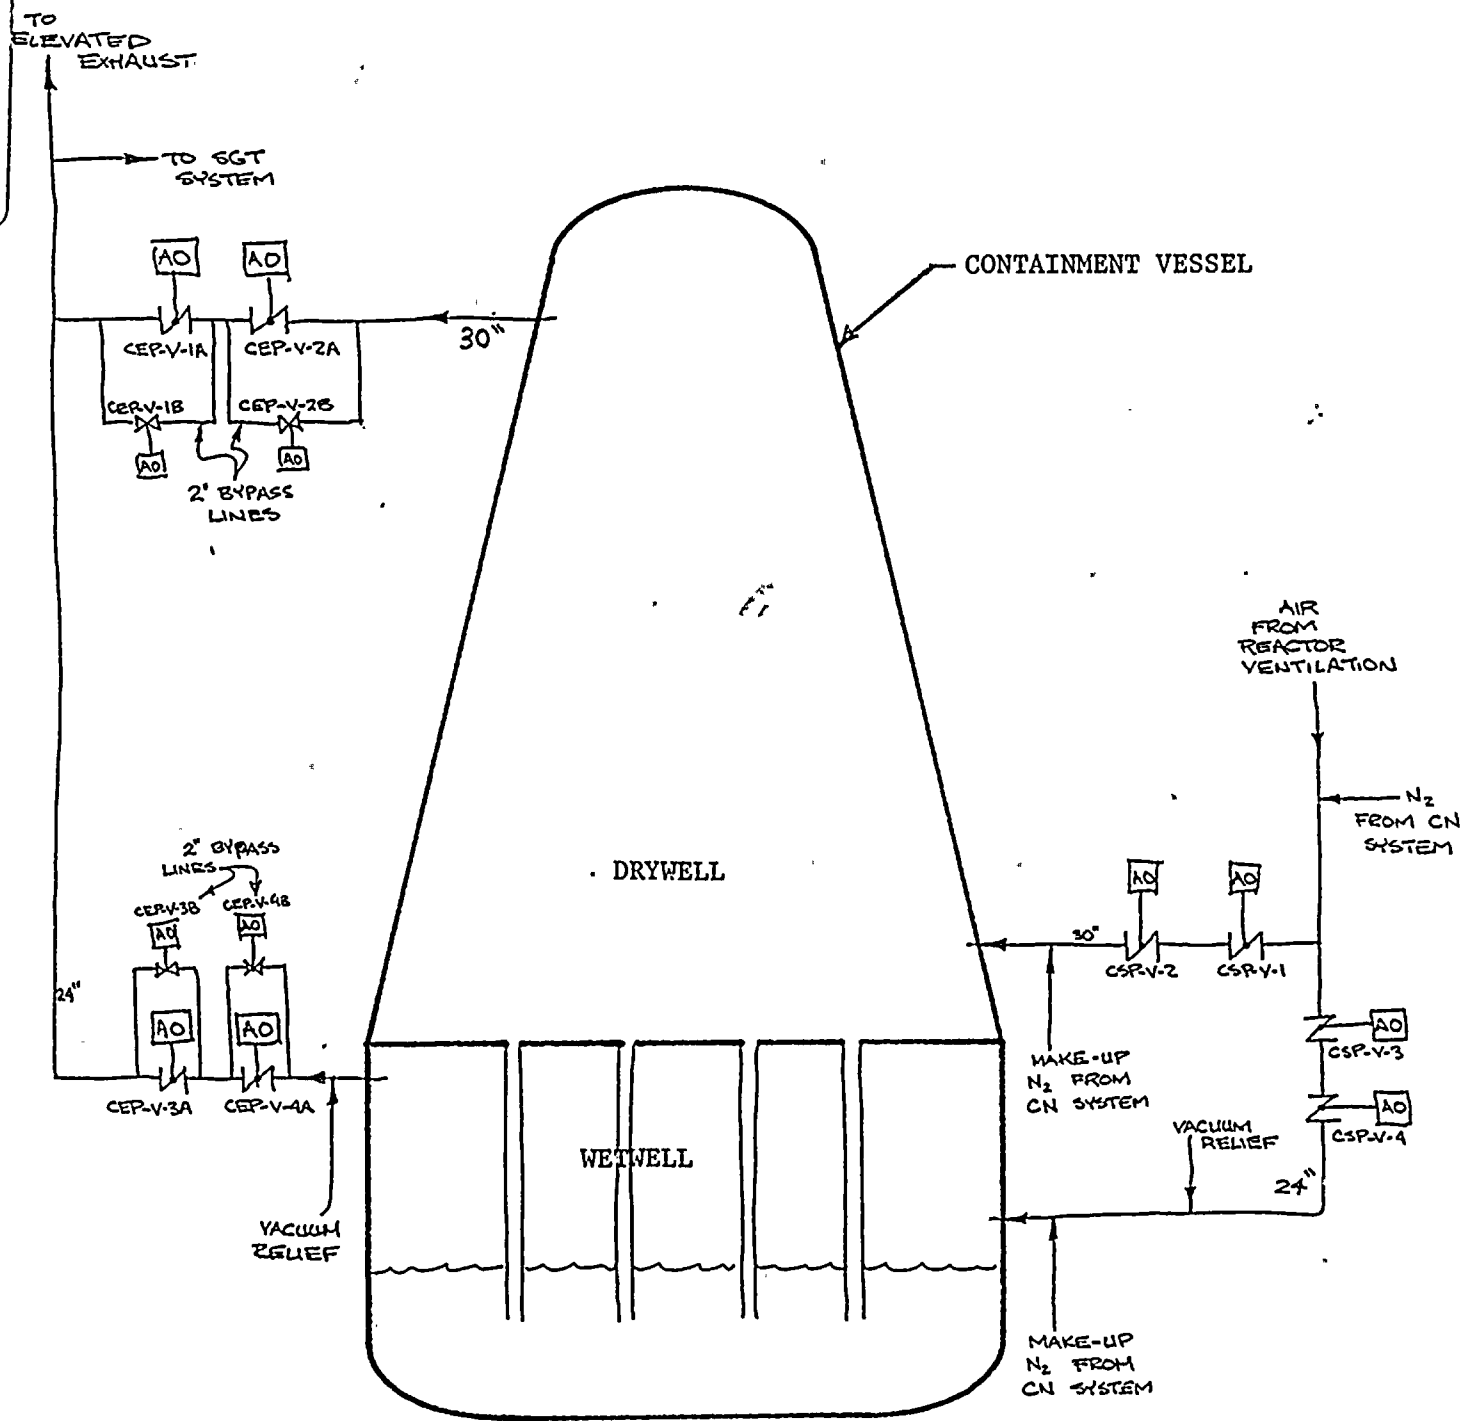 TO
ELEVATED
EXHAUST
TO SGT
SYSTEM
AO
AO
CEP-V-1A
CEP-V-2A
30"
CEP-V-1B
CEP-V-2B
AO
AO
2" BYPASS
LINES
CONTAINMENT VESSEL
AIR
FROM
REACTOR
VENTILATION
N2
FROM CN
SYSTEM
2" BYPASS
LINES
CEP-V-3B
CEP-V-4B
AO
AO
24"
AO
AO
CEP-V-3A
CEP-V-4A
VACUUM
RELIEF
DRYWELL
WETWELL
AO
AO
30"
CSP-V-2
CSP-V-1
MAKE-UP
N2 FROM
CN SYSTEM
AO
CSP-V-3
AO
CSP-V-4
VACUUM
RELIEF
24"
MAKE-UP
N2 FROM
CN SYSTEM